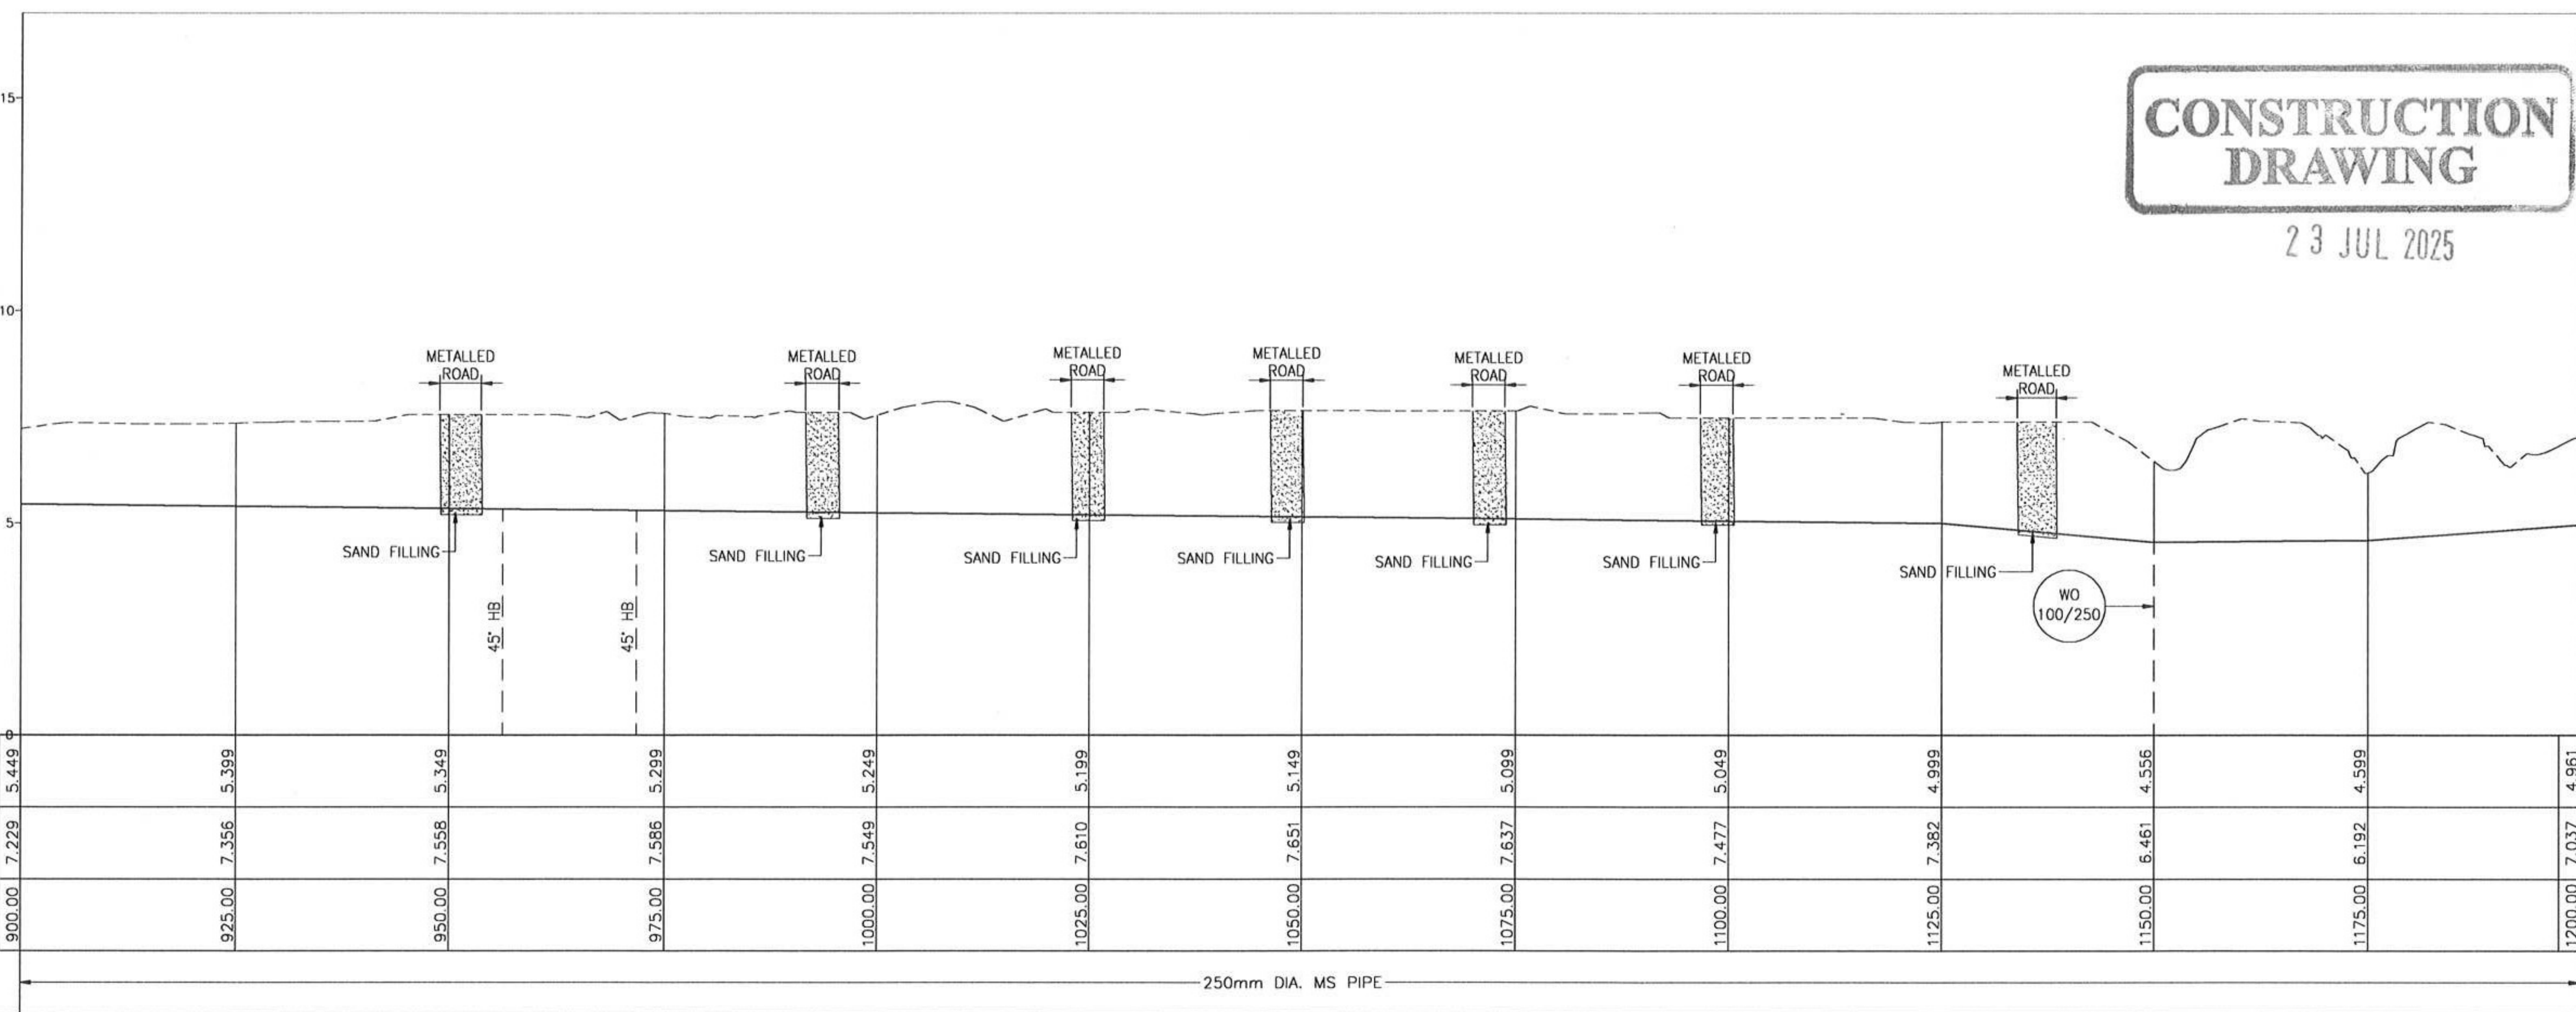 CONSTRUCTION
DRAWING
23 JUL 2025
15
10
5
0
METALLED
ROAD
METALLED
ROAD
METALLED
ROAD
METALLED
ROAD
METALLED
ROAD
METALLED
ROAD
METALLED
ROAD
SAND FILLING
SAND FILLING
SAND FILLING
SAND FILLING
SAND FILLING
SAND FILLING
SAND FILLING
45° HB
45° HB
WO
100/250
5.449 5.399 5.349 5.299 5.249 5.199 5.149 5.099 5.049 4.999 4.556 4.599 4.961
7.229 7.356 7.558 7.586 7.549 7.610 7.651 7.637 7.477 7.382 6.461 6.192 7.037
900.00 925.00 950.00 975.00 1000.00 1025.00 1050.00 1075.00 1100.00 1125.00 1150.00 1175.00 1200.00
250mm DIA. MS PIPE